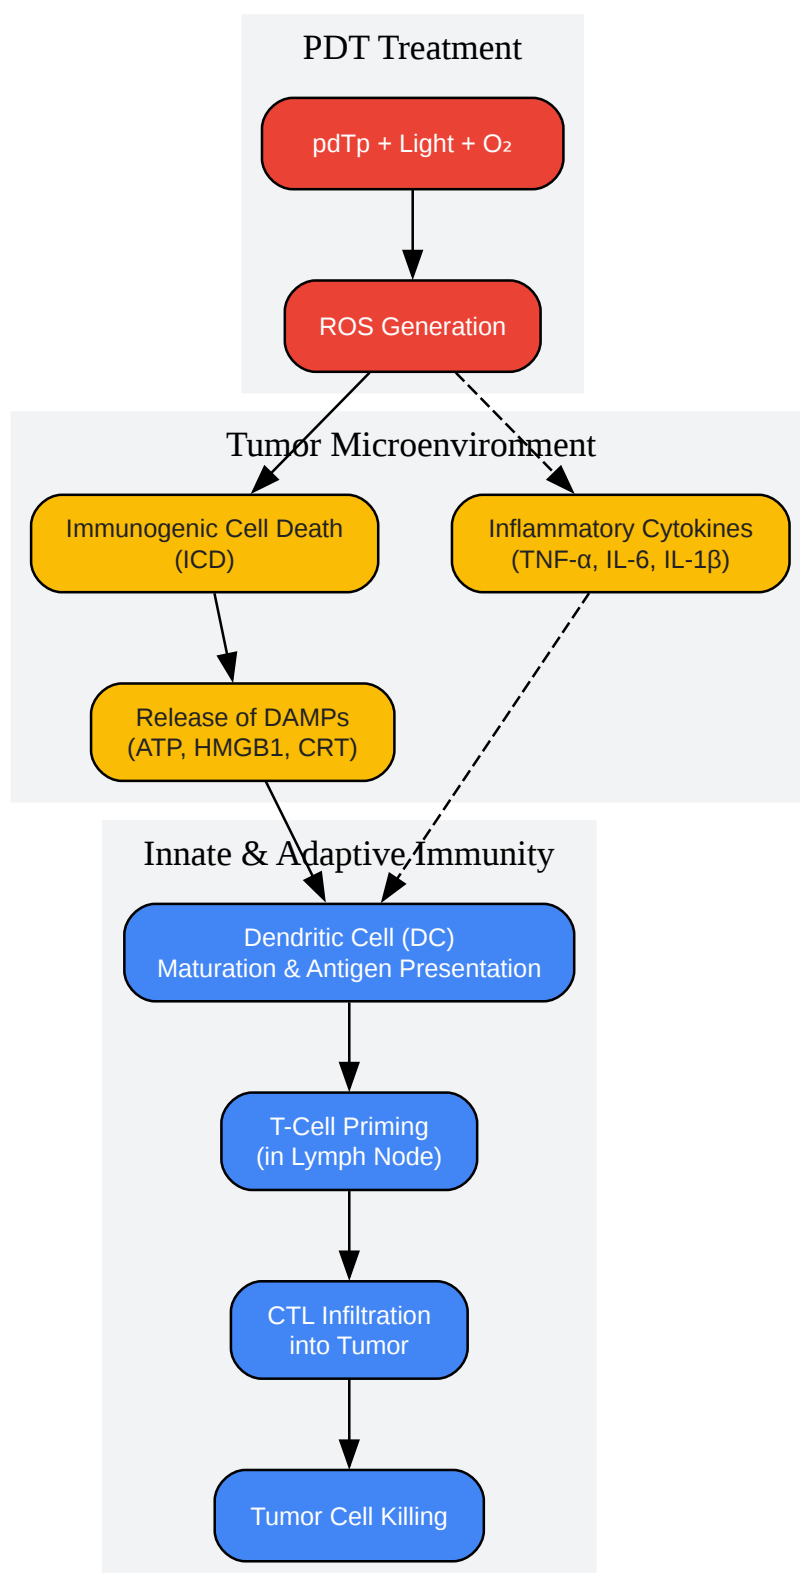 PDT Treatment
pdTp + Light + O₂
ROS Generation
Tumor Microenvironment
Immunogenic Cell Death
(ICD)
Inflammatory Cytokines
(TNF-α, IL-6, IL-1β)
Release of DAMPs
(ATP, HMGB1, CRT)
Innate & Adaptive Immunity
Dendritic Cell (DC)
Maturation & Antigen Presentation
T-Cell Priming
(in Lymph Node)
CTL Infiltration
into Tumor
Tumor Cell Killing